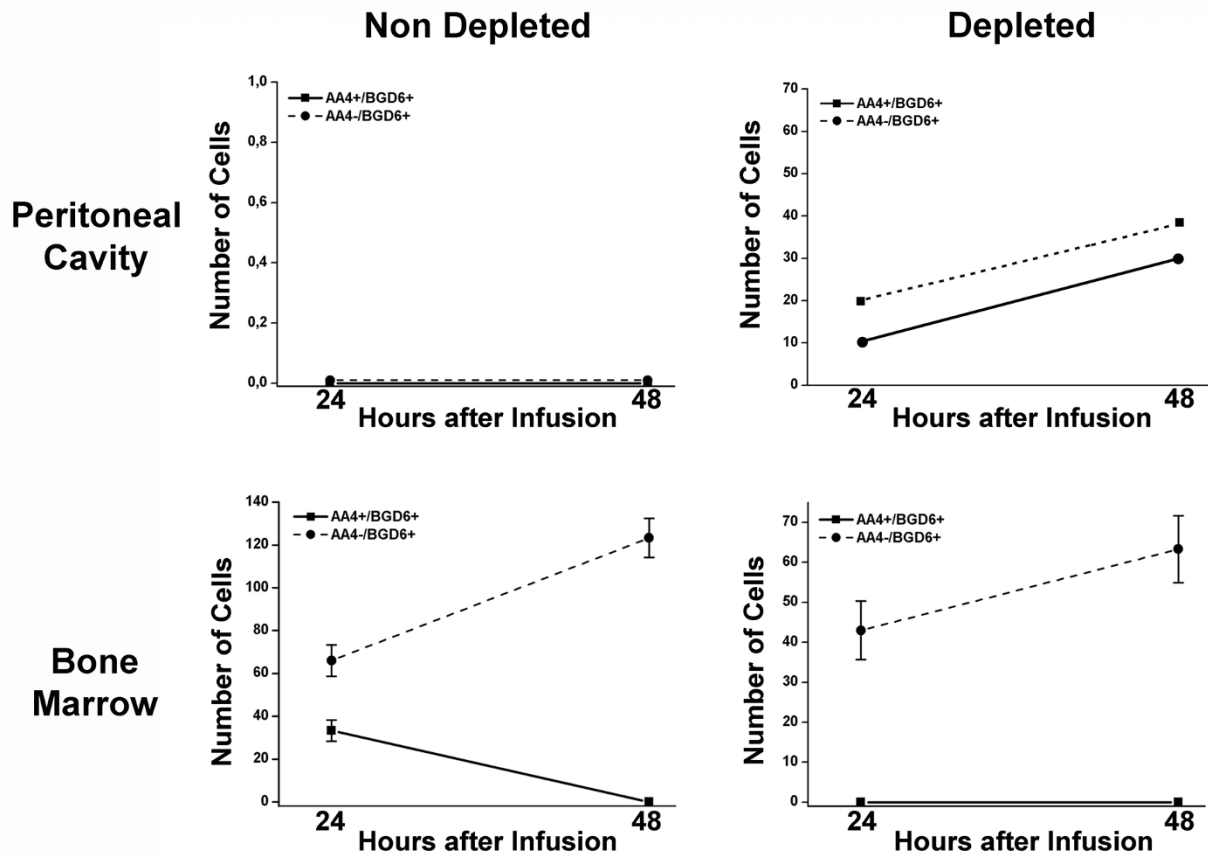 Non Depleted
Depleted
Peritoneal
Cavity
Number of Cells
1,0
0,8
0,6
0,4
0,2
0,0
AA4+/BGD6+
AA4-/BGD6+
24
48
Hours after Infusion
Number of Cells
70
60
50
40
30
20
10
0
AA4+/BGD6+
AA4-/BGD6+
24
48
Hours after Infusion
Bone
Marrow
Number of Cells
140
120
100
80
60
40
20
0
AA4+/BGD6+
AA4-/BGD6+
24
48
Hours after Infusion
Number of Cells
70
60
50
40
30
20
10
0
AA4+/BGD6+
AA4-/BGD6+
24
48
Hours after Infusion